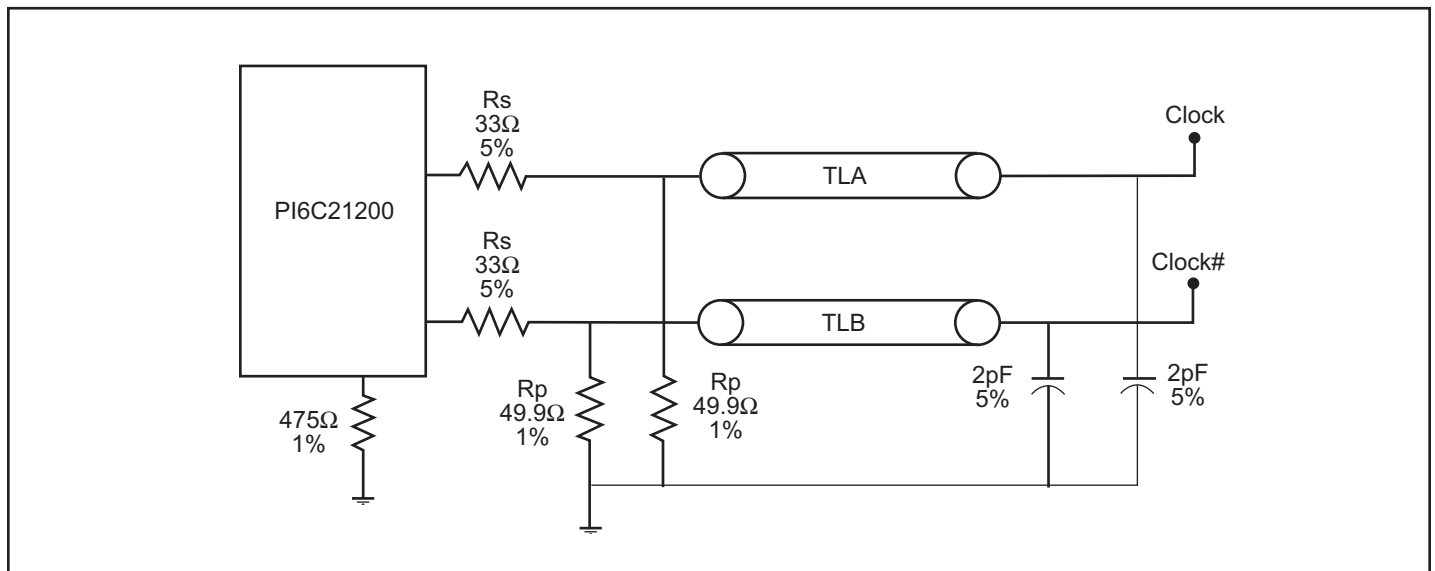 Rs
33Ω
5%
Clock
TLA
PI6C21200
Rs
33Ω
5%
Clock#
TLB
475Ω
1%
Rp
49.9Ω
1%
Rp
49.9Ω
1%
2pF
5%
2pF
5%